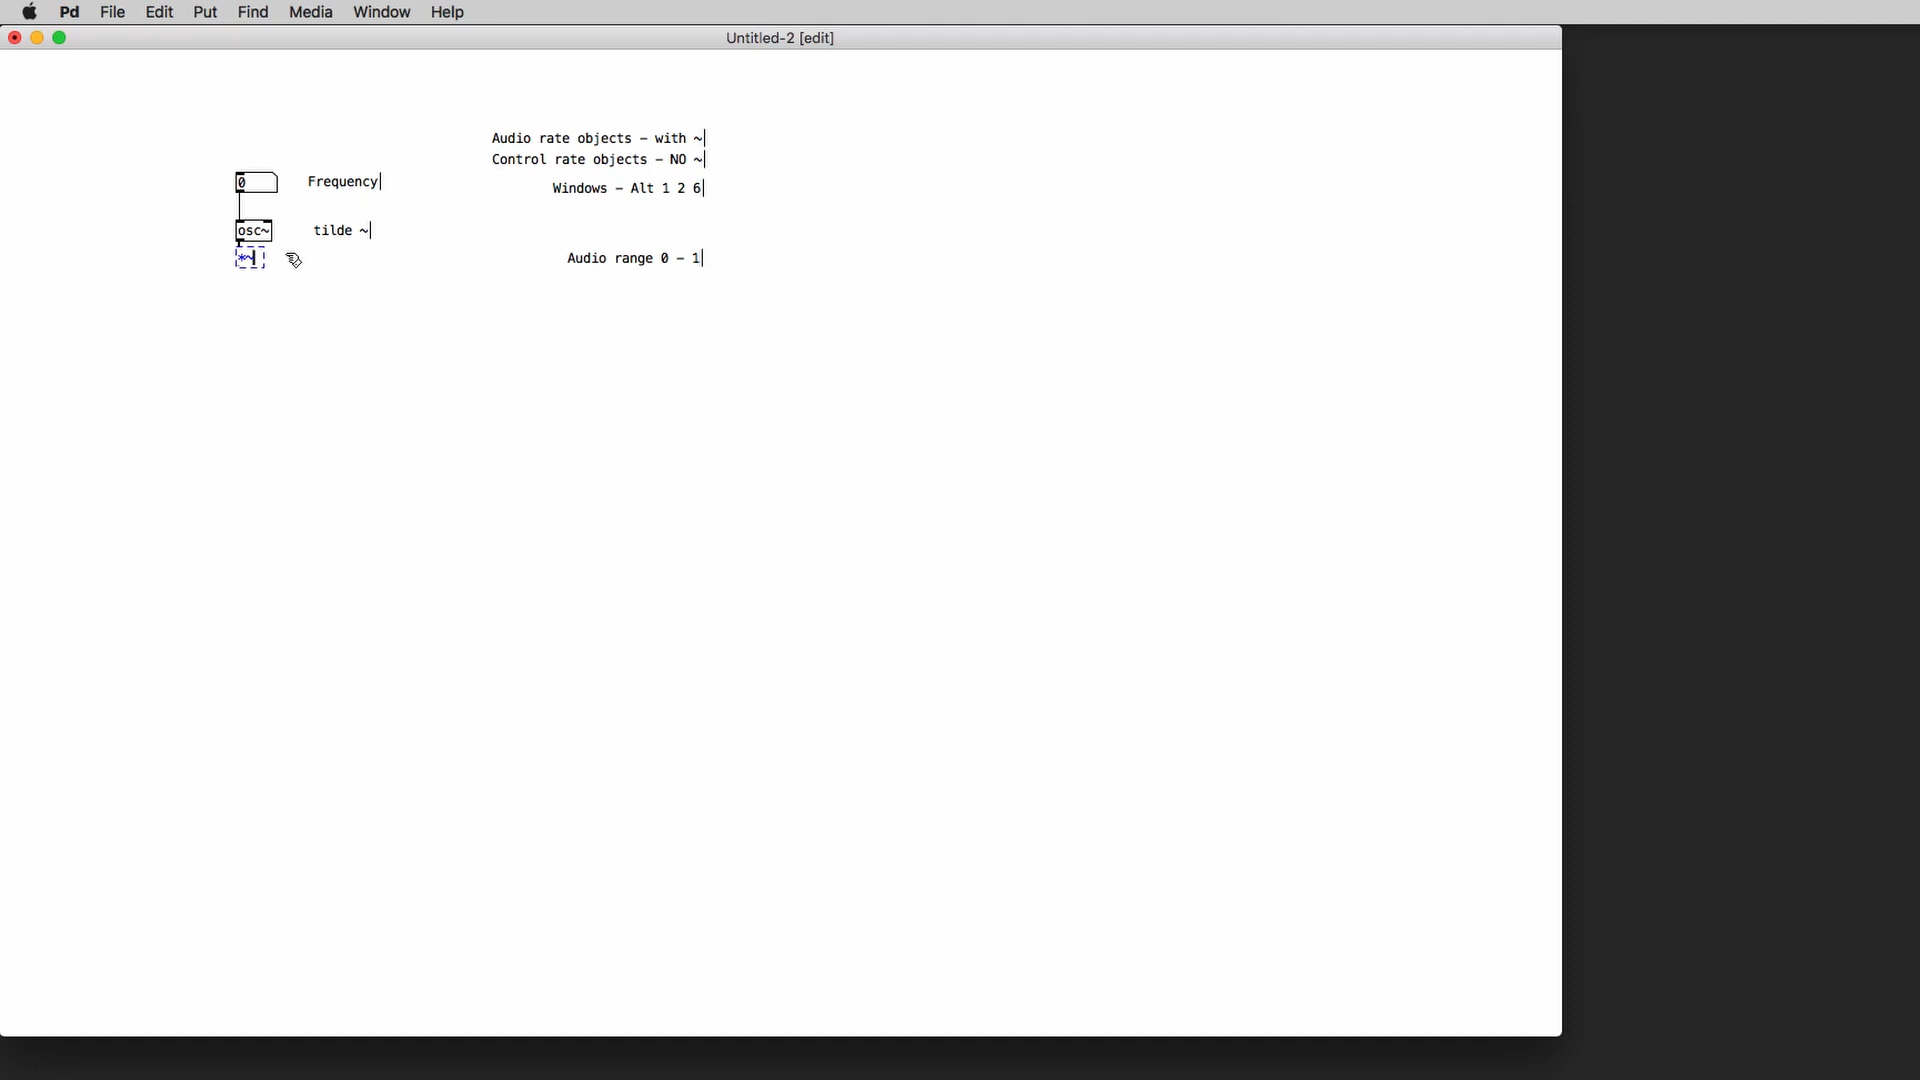 Pd File Edit Put Find Media Window Help
Untitled-2 [edit]
Audio rate objects - with ~
Control rate objects - NO ~
0 Frequency
Windows - Alt 1 2 6
osc~ tilde ~
*~ Audio range 0 - 1